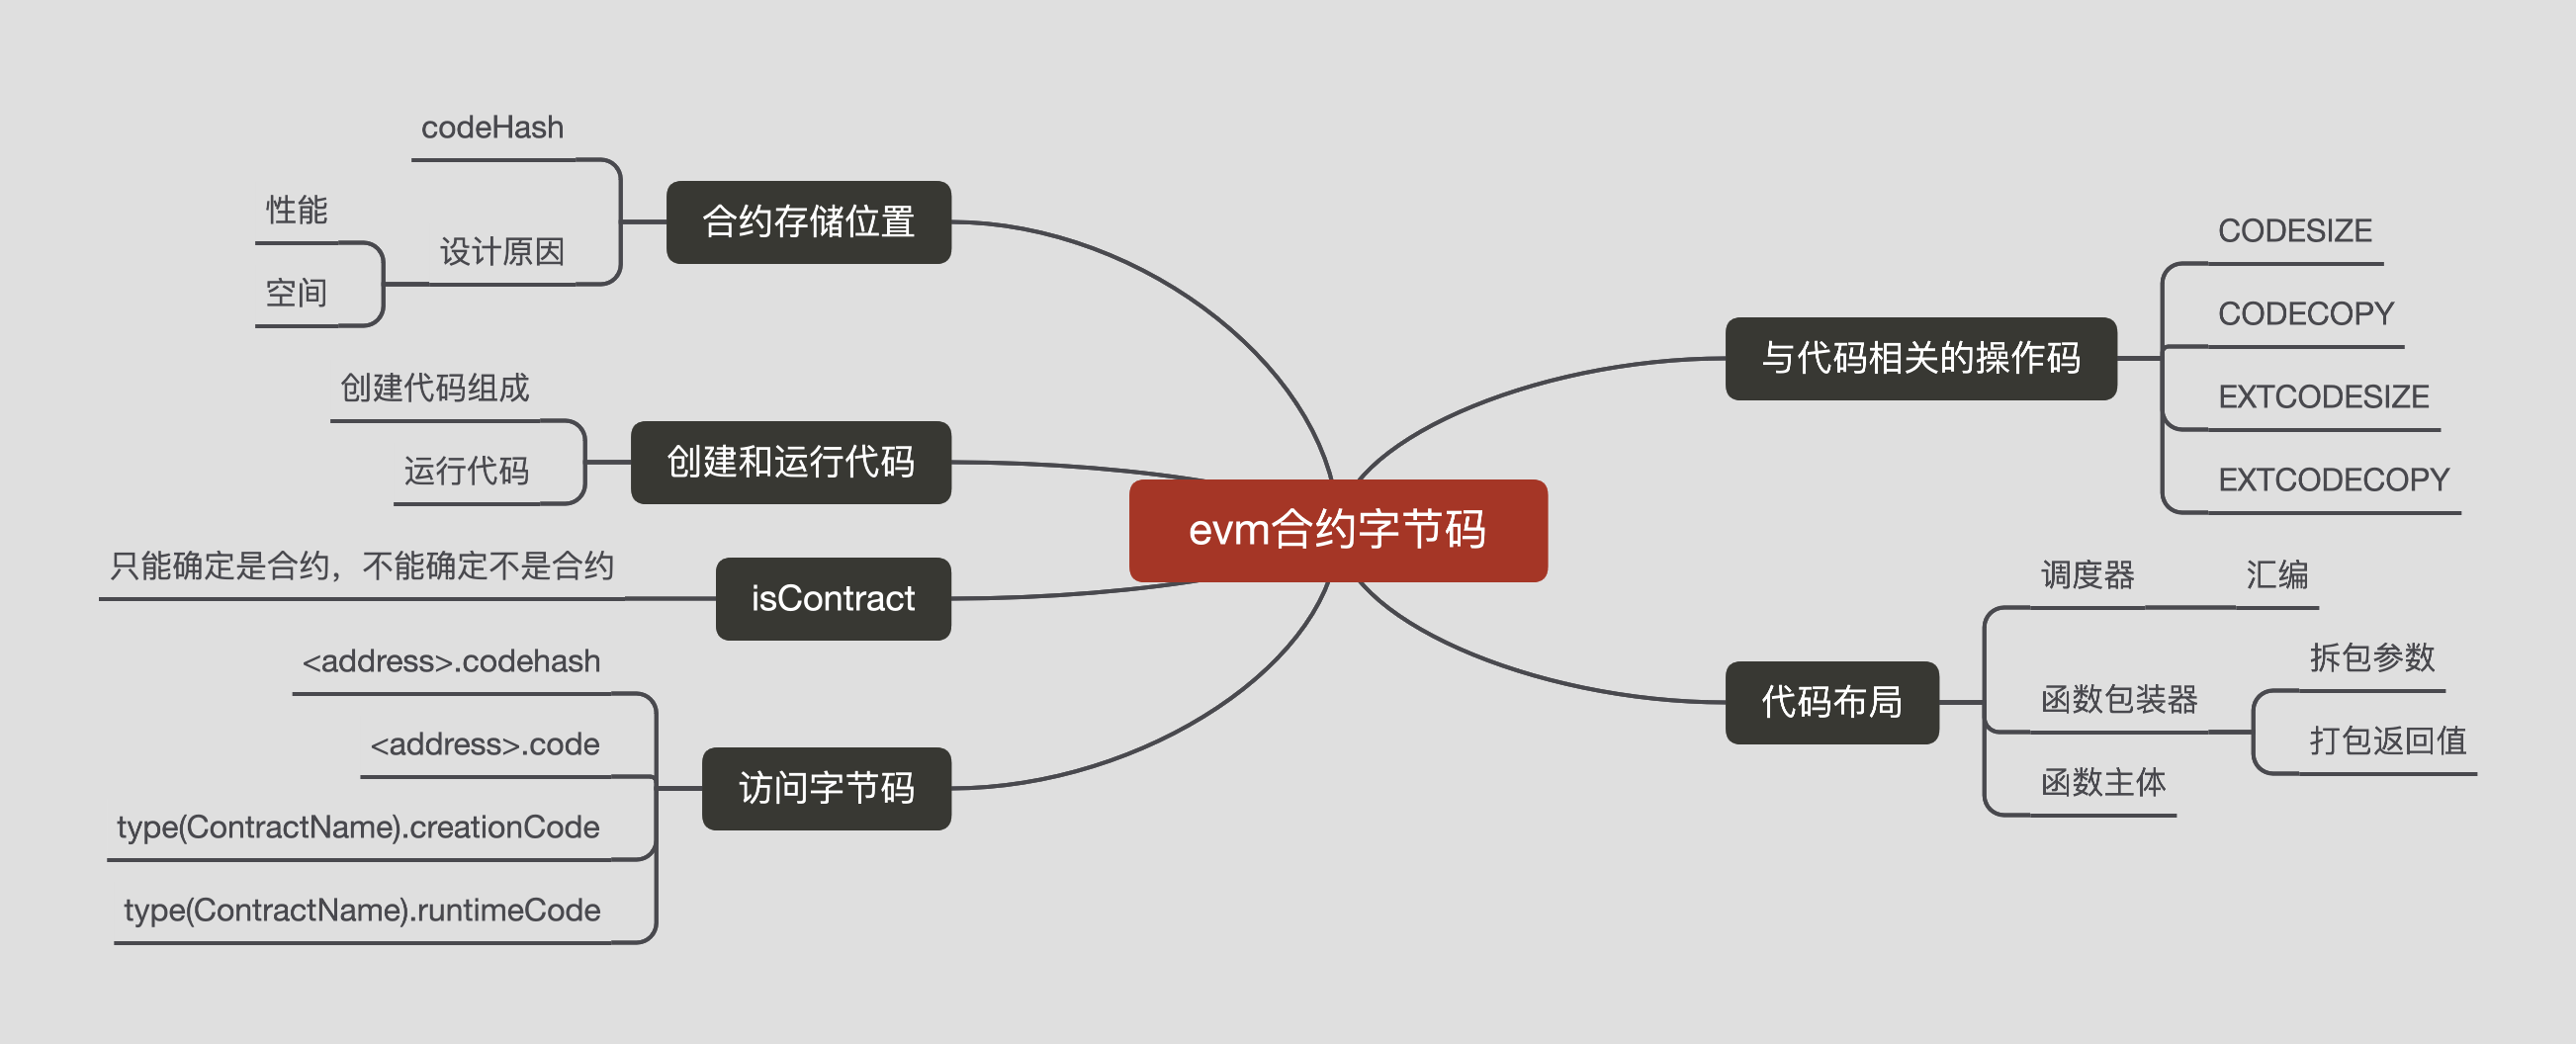 evm合约字节码
合约存储位置
codeHash
设计原因
性能
空间
创建和运行代码
创建代码组成
运行代码
isContract
只能确定是合约，不能确定不是合约
访问字节码
<address>.codehash
<address>.code
type(ContractName).creationCode
type(ContractName).runtimeCode
与代码相关的操作码
CODESIZE
CODECOPY
EXTCODESIZE
EXTCODECOPY
代码布局
调度器
汇编
函数包装器
拆包参数
打包返回值
函数主体